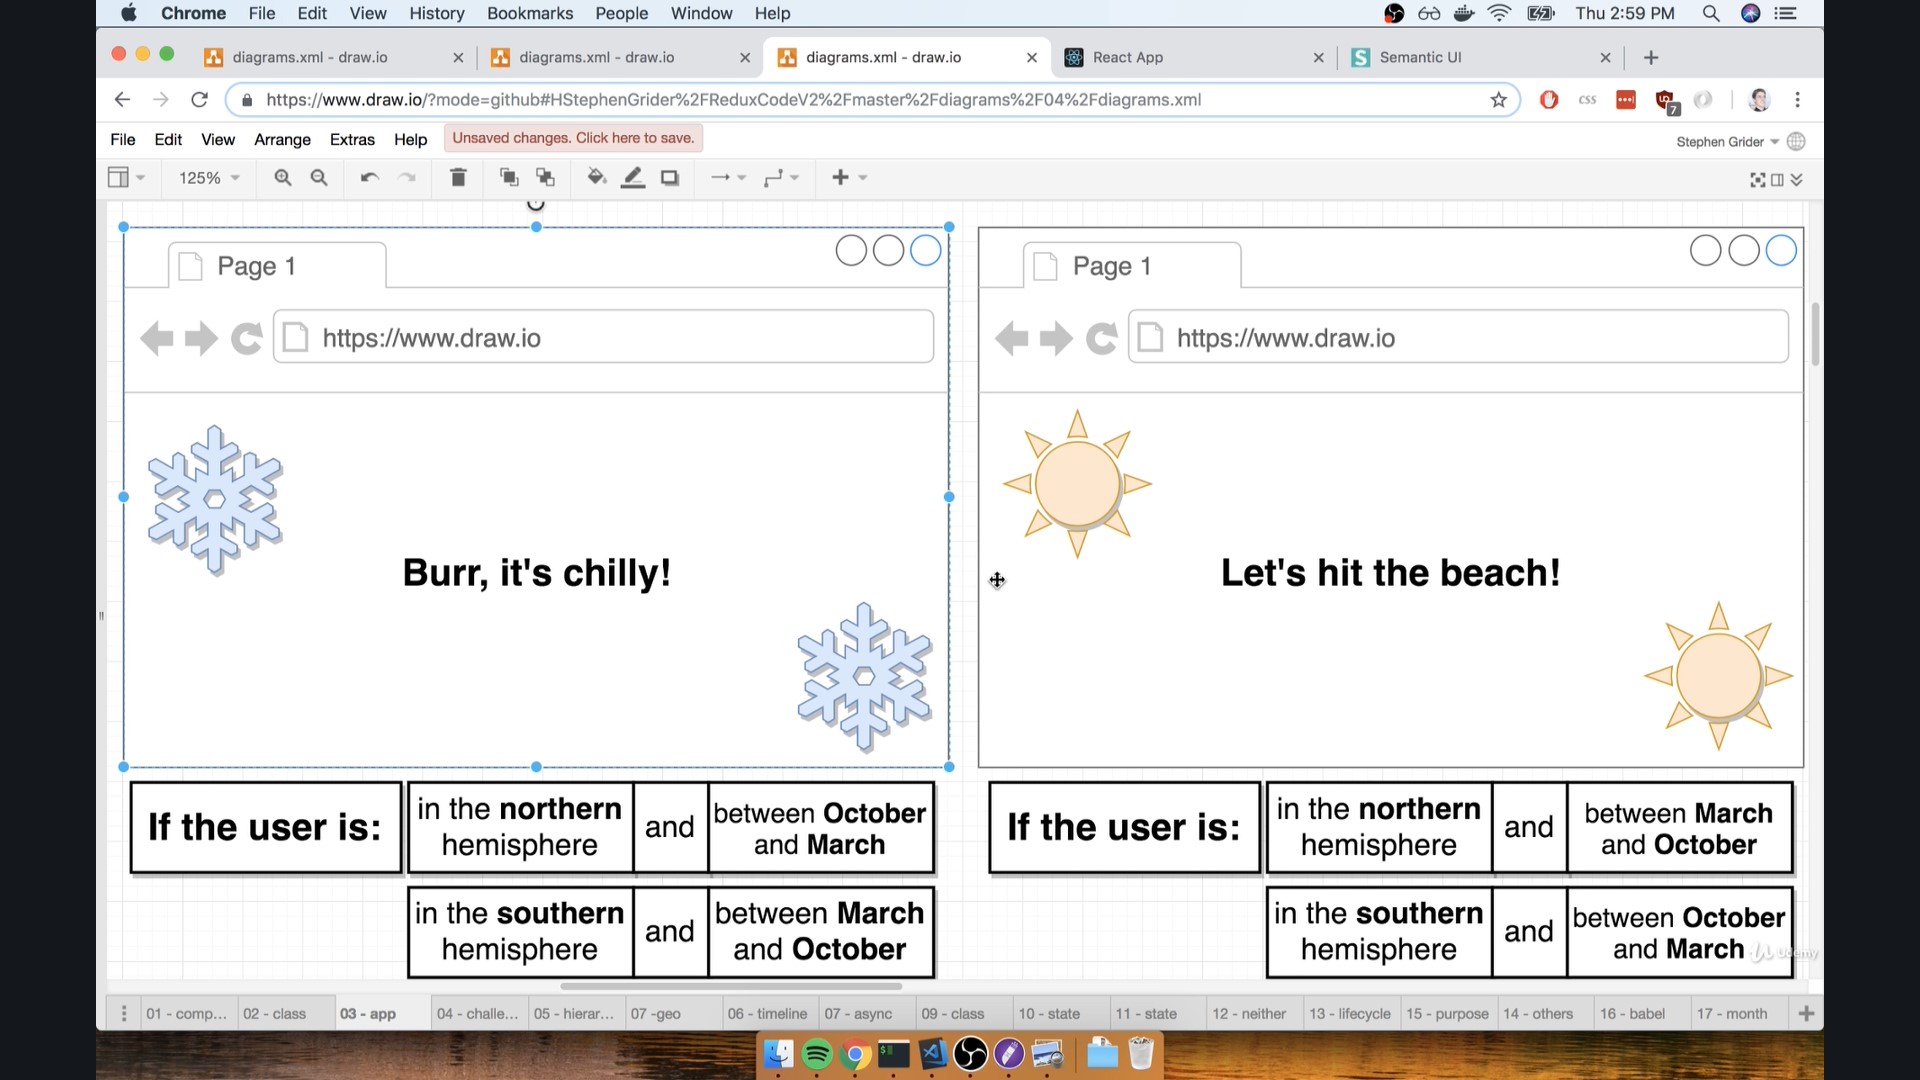 Chrome File Edit View History Bookmarks People Window Help Thu 2:59 PM
diagrams.xml - draw.io diagrams.xml - draw.io diagrams.xml - draw.io React App Semantic UI
https://www.draw.io/?mode=github#HStephenGrider%2FReduxCodeV2%2Fmaster%2Fdiagrams%2F04%2Fdiagrams.xml css 7
File Edit View Arrange Extras Help Unsaved changes. Click here to save. Stephen Grider
125%
Page 1
https://www.draw.io
Burr, it's chilly!
Page 1
https://www.draw.io
Let's hit the beach!
If the user is:
in the northern
hemisphere
and
between October
and March
in the southern
hemisphere
and
between March
and October
If the user is:
in the northern
hemisphere
and
between March
and October
in the southern
hemisphere
and
between October
and March
Udemy
01 - comp... 02 - class 03 - app 04 - challe... 05 - hierar... 07 -geo 06 - timeline 07 - async 09 - class 10 - state 11 - state 12 - neither 13 - lifecycle 15 - purpose 14 - others 16 - babel 17 - month